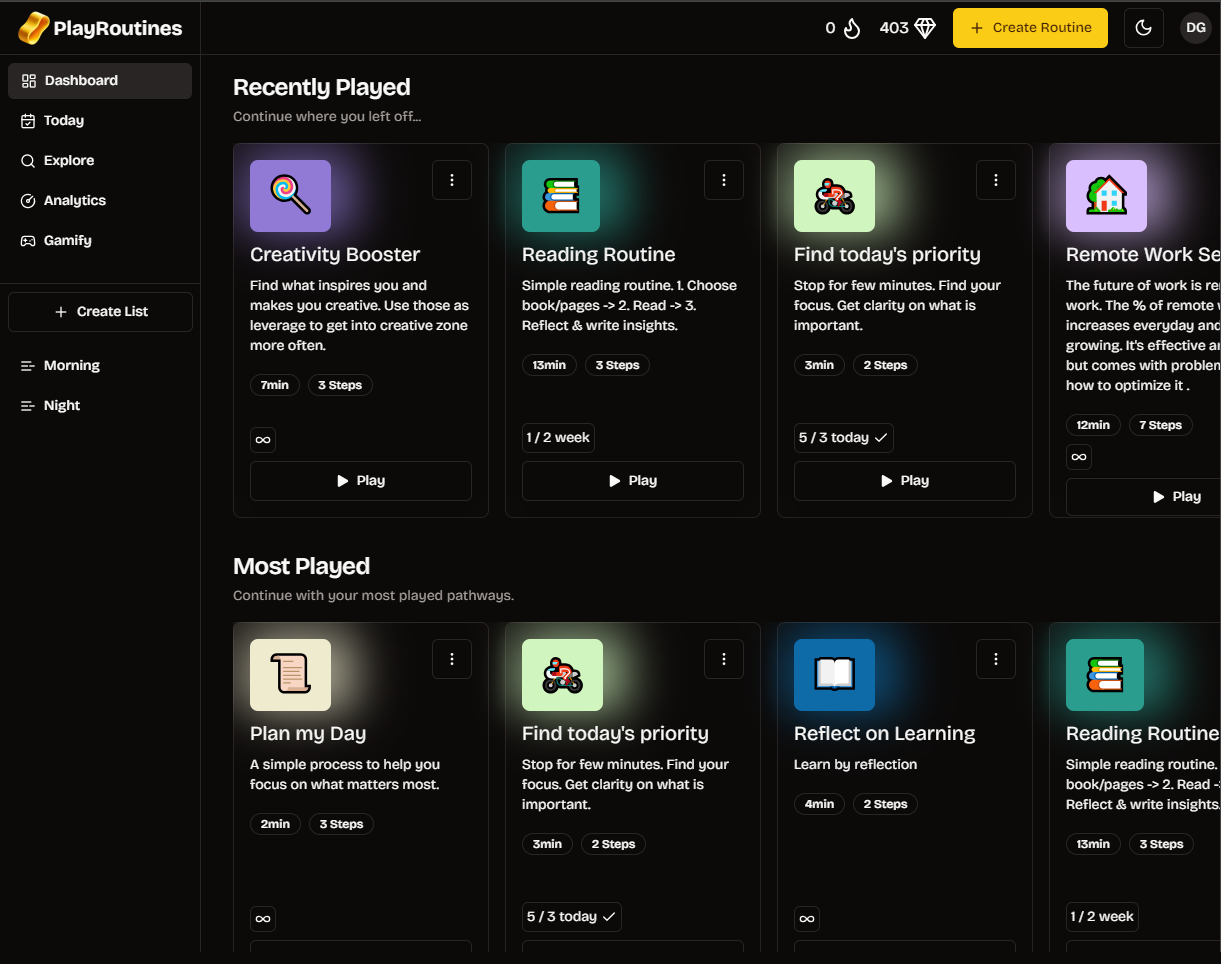 PlayRoutines
0
403
+ Create Routine
DG
Dashboard
Today
Explore
Analytics
Gamify
+ Create List
Morning
Night
Recently Played
Continue where you left off...
Creativity Booster
Find what inspires you and
makes you creative. Use those as
leverage to get into creative zone
more often.
7min
3 Steps
∞
Play
Reading Routine
Simple reading routine. 1. Choose
book/pages -> 2. Read -> 3.
Reflect & write insights.
13min
3 Steps
1 / 2 week
Play
Find today's priority
Stop for few minutes. Find your
focus. Get clarity on what is
important.
3min
2 Steps
5 / 3 today ✓
Play
Remote Work Se
The future of work is re
work. The % of remote
increases everyday and
growing. It's effective a
but comes with problem
how to optimize it .
12min
7 Steps
∞
Play
Most Played
Continue with your most played pathways.
Plan my Day
A simple process to help you
focus on what matters most.
2min
3 Steps
∞
Find today's priority
Stop for few minutes. Find your
focus. Get clarity on what is
important.
3min
2 Steps
5 / 3 today ✓
Reflect on Learning
Learn by reflection
4min
2 Steps
∞
Reading Routine
Simple reading routine.
book/pages -> 2. Read -
Reflect & write insights.
13min
3 Steps
1 / 2 week